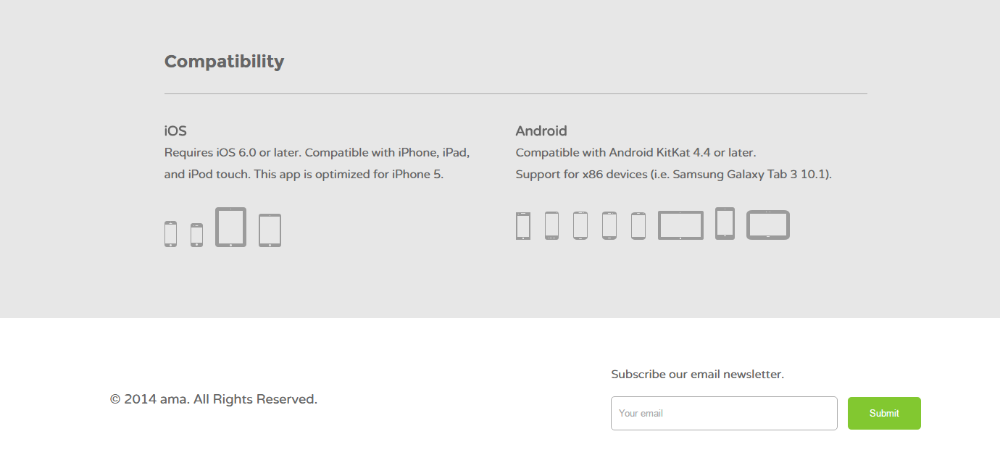 Compatibility
iOS
Requires iOS 6.0 or later. Compatible with iPhone, iPad,
and iPod touch. This app is optimized for iPhone 5.
Android
Compatible with Android KitKat 4.4 or later.
Support for x86 devices (i.e. Samsung Galaxy Tab 3 10.1).
© 2014 ama. All Rights Reserved.
Subscribe our email newsletter.
Your email
Submit